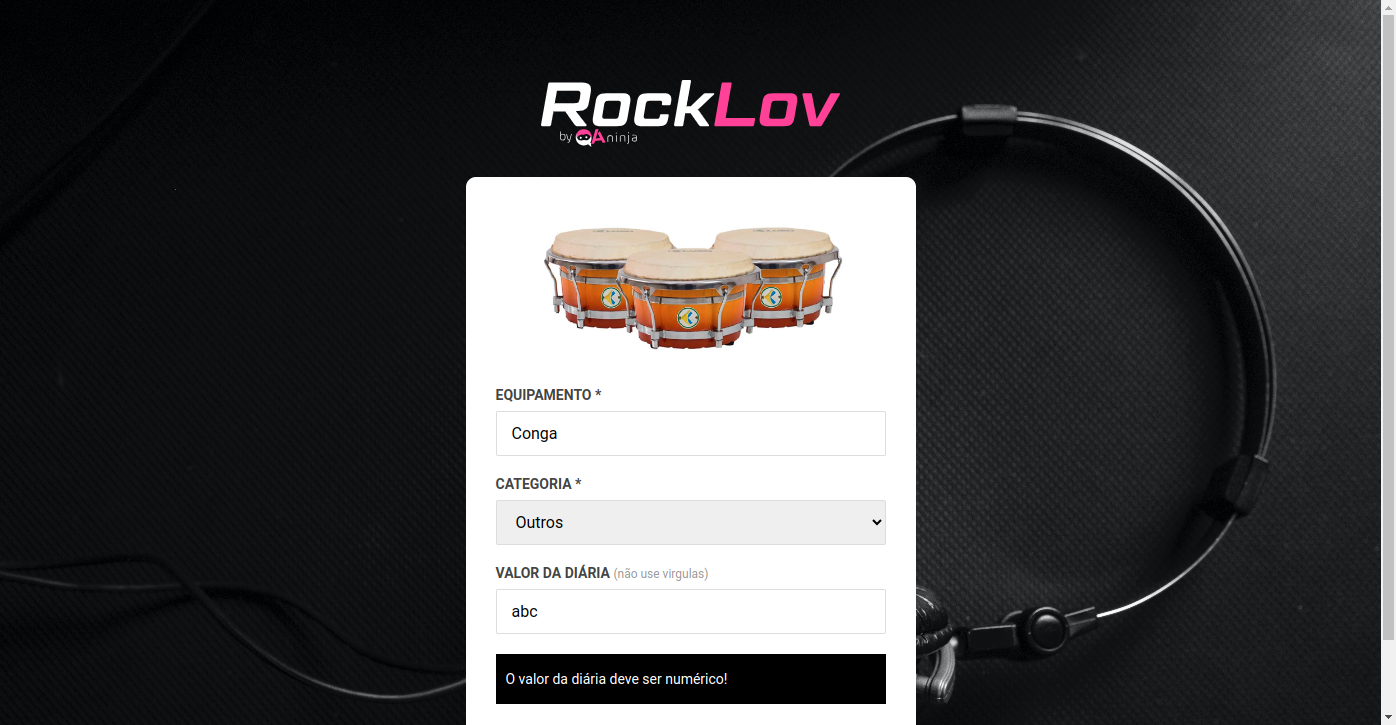 RockLov
by QAninja
EQUIPAMENTO *
Conga
CATEGORIA *
Outros
VALOR DA DIÁRIA (não use virgulas)
abc
O valor da diária deve ser numérico!